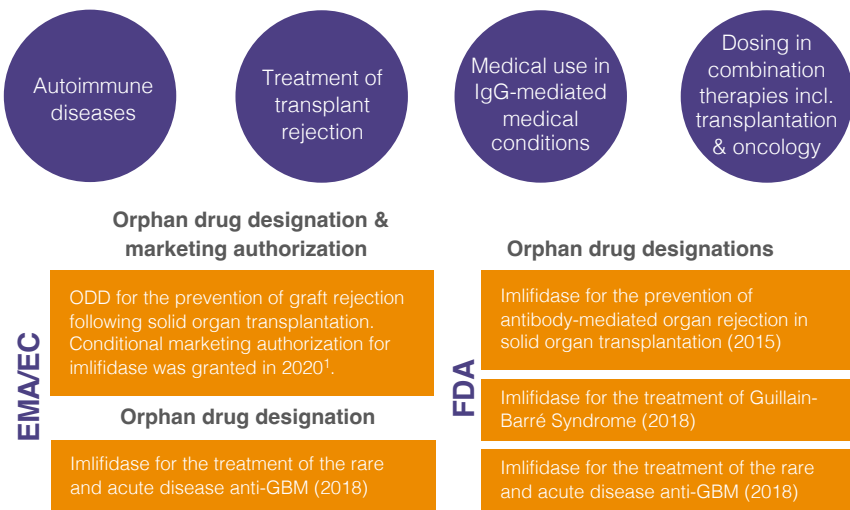 Autoimmune
diseases
Treatment of
transplant
rejection
Medical use in
IgG-mediated
medical
conditions
Dosing in
combination
therapies incl.
transplantation
& oncology
EMA/EC
Orphan drug designation &
marketing authorization
ODD for the prevention of graft rejection
following solid organ transplantation.
Conditional marketing authorization for
imlifidase was granted in 2020¹.
Orphan drug designation
Imlifidase for the treatment of the rare
and acute disease anti-GBM (2018)
FDA
Orphan drug designations
Imlifidase for the prevention of
antibody-mediated organ rejection in
solid organ transplantation (2015)
Imlifidase for the treatment of Guillain-
Barré Syndrome (2018)
Imlifidase for the treatment of the rare
and acute disease anti-GBM (2018)